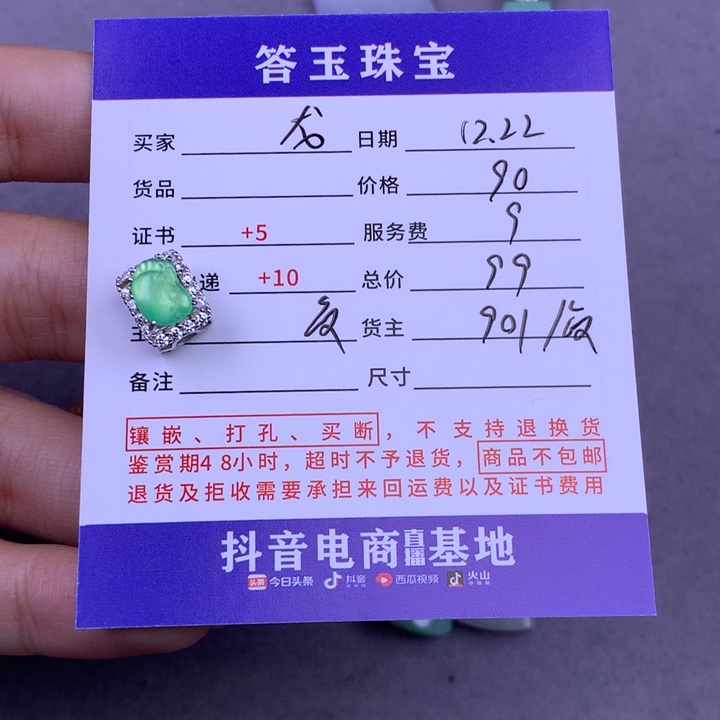 答玉珠宝
买家 龙 日期 12.22
货品 价格 90
证书 +5 服务费 9
递 +10 总价 99
主 货主 901
备注 尺寸
镶嵌、打孔、买断，不支持退换货
鉴赏期48小时，超时不予退货，商品不包邮
退货及拒收需要承担来回运费以及证书费用
抖音电商直播基地
头条 今日头条 抖音 西瓜视频 火山